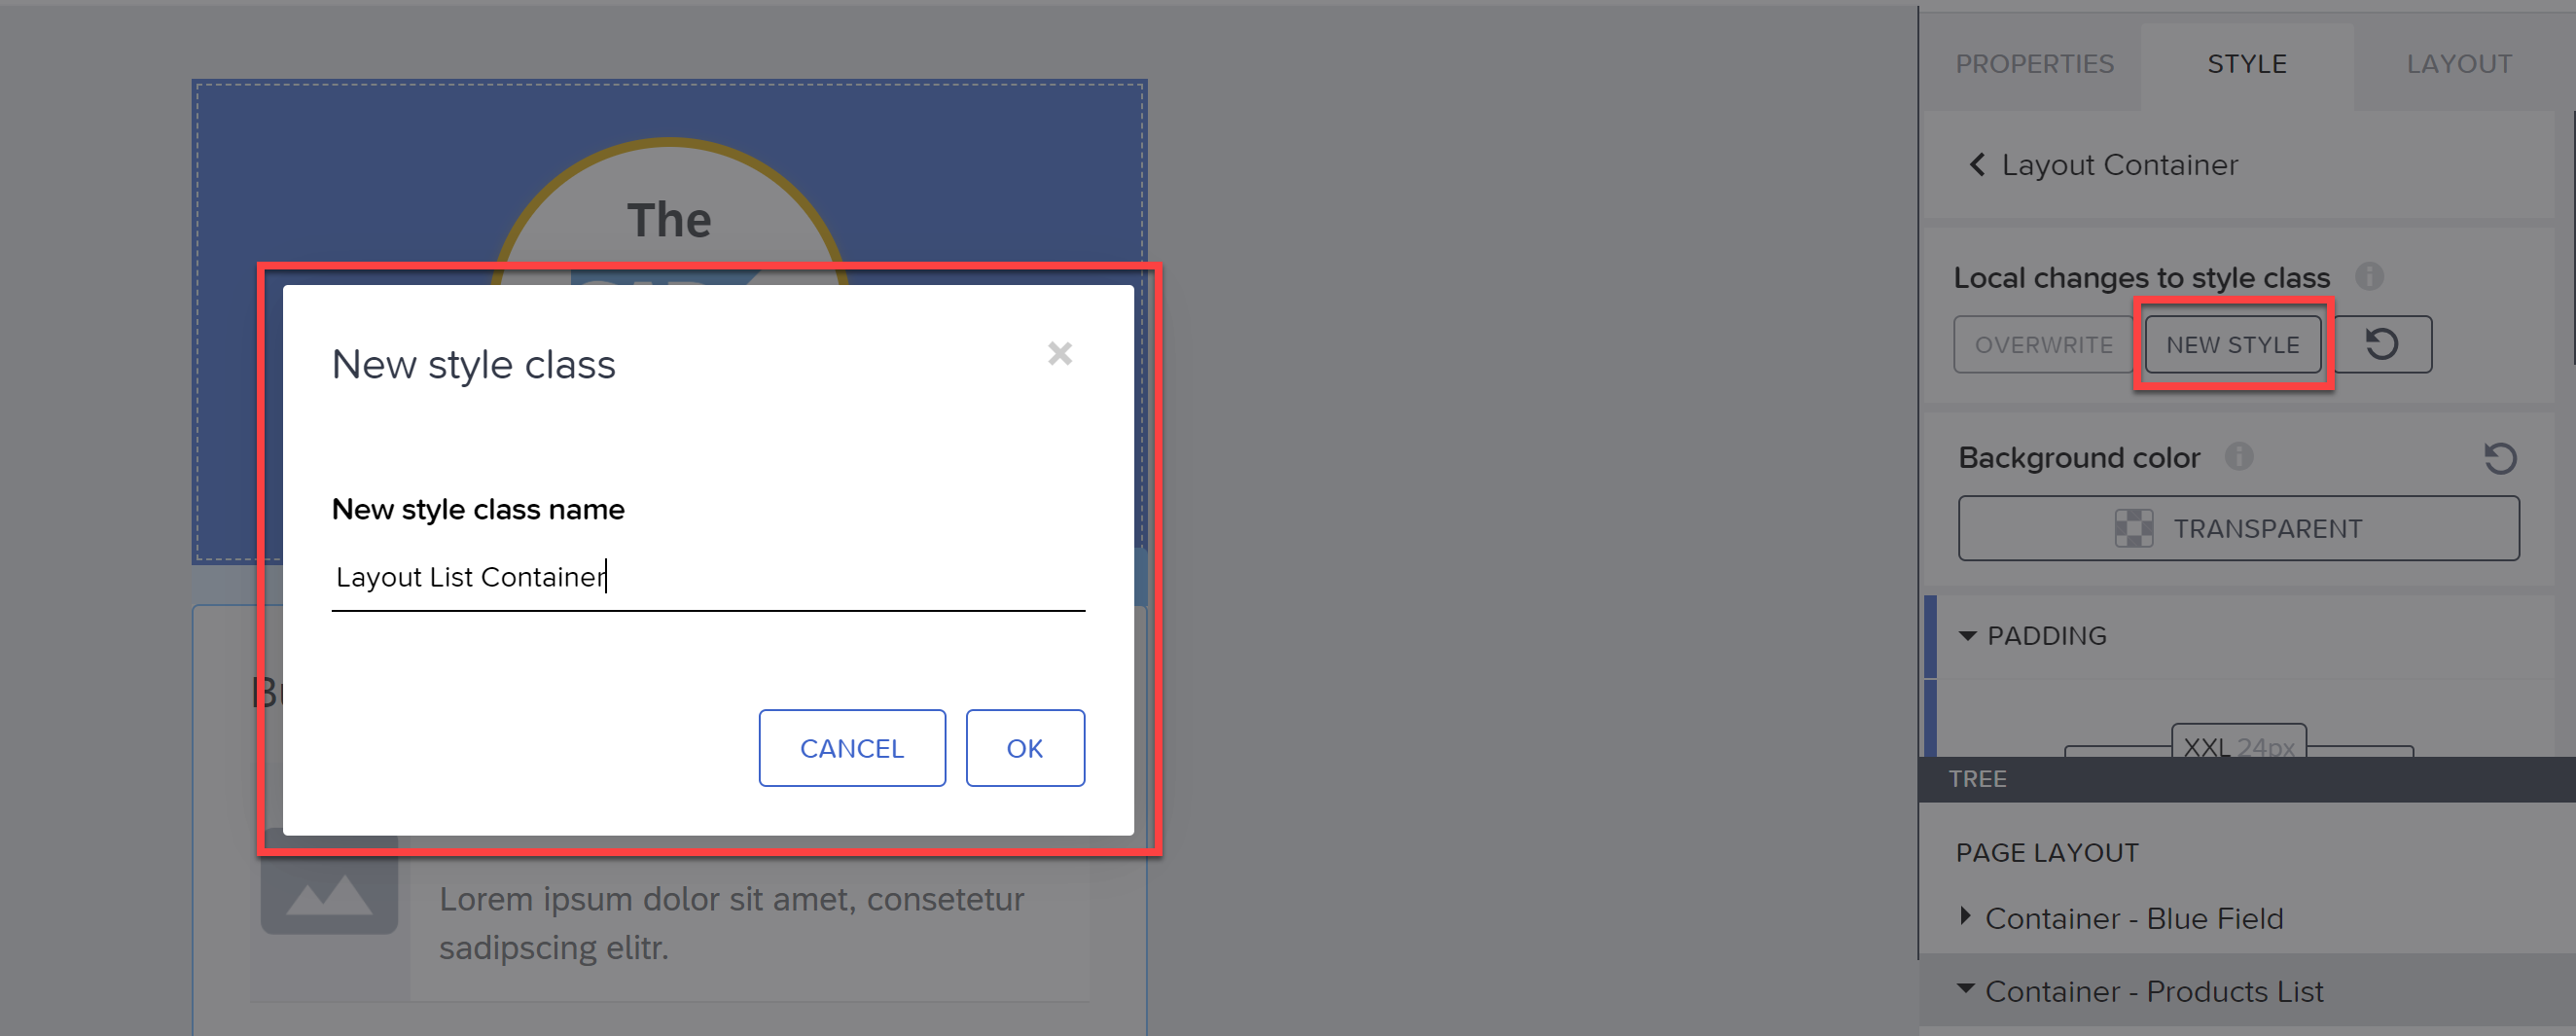 PROPERTIES STYLE LAYOUT
Layout Container
Local changes to style class
OVERWRITE NEW STYLE
Background color
TRANSPARENT
PADDING
XXL 24px
TREE
PAGE LAYOUT
Container - Blue Field
Container - Products List
The
New style class
New style class name
Layout List Container
CANCEL OK
Lorem ipsum dolor sit amet, consetetur
sadipscing elitr.